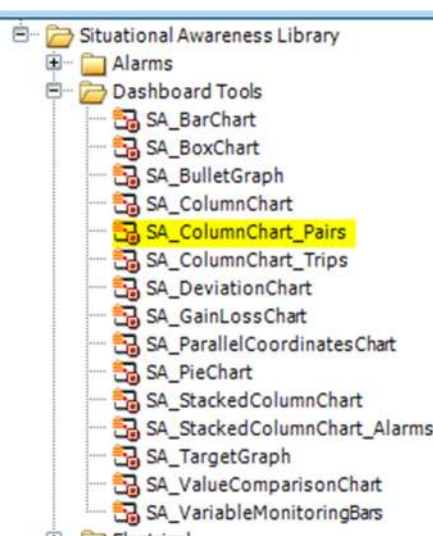 Situational Awareness Library
Alarms
Dashboard Tools
SA_BarChart
SA_BoxChart
SA_BulletGraph
SA_ColumnChart
SA_ColumnChart_Pairs
SA_ColumnChart_Trips
SA_DeviationChart
SA_GainLossChart
SA_ParallelCoordinatesChart
SA_PieChart
SA_StackedColumnChart
SA_StackedColumnChart_Alarms
SA_TargetGraph
SA_ValueComparisonChart
SA_VariableMonitoringBars